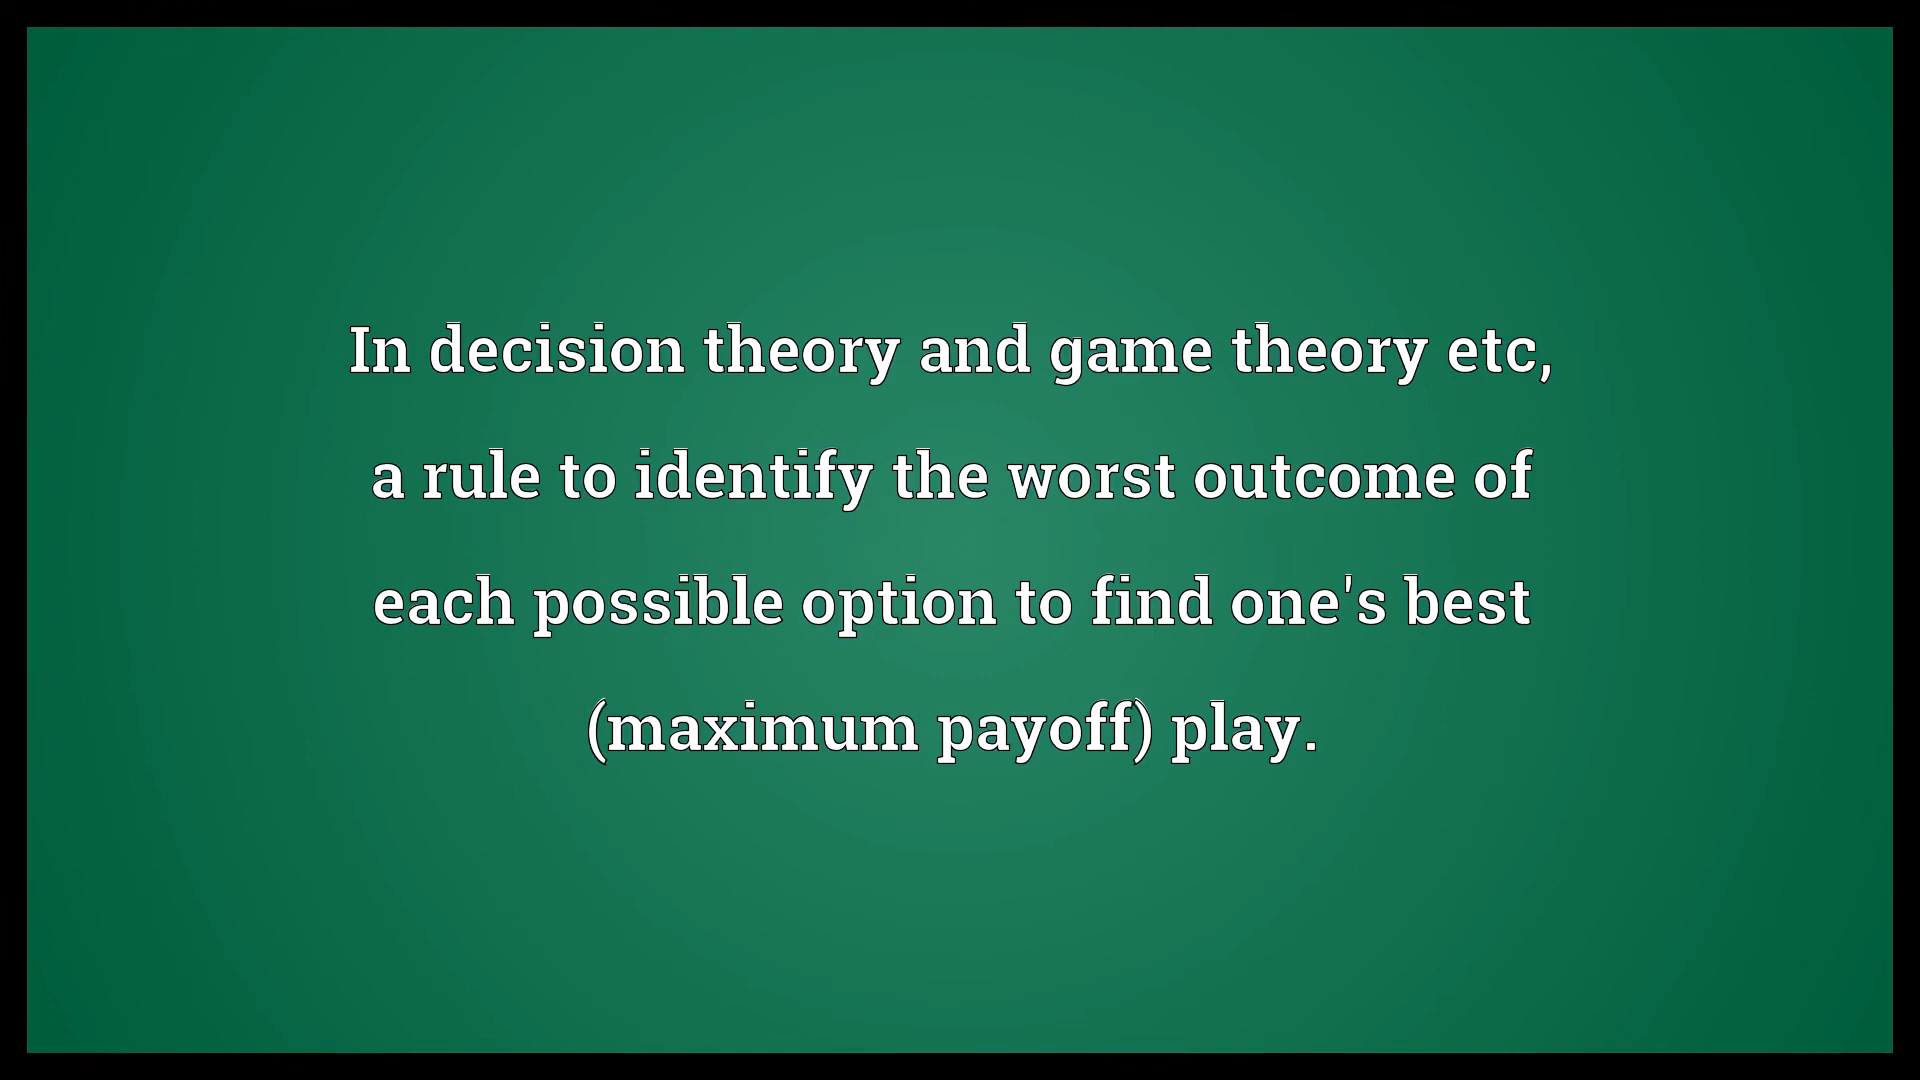 In decision theory and game theory etc,
a rule to identify the worst outcome of
each possible option to find one's best
(maximum payoff) play.